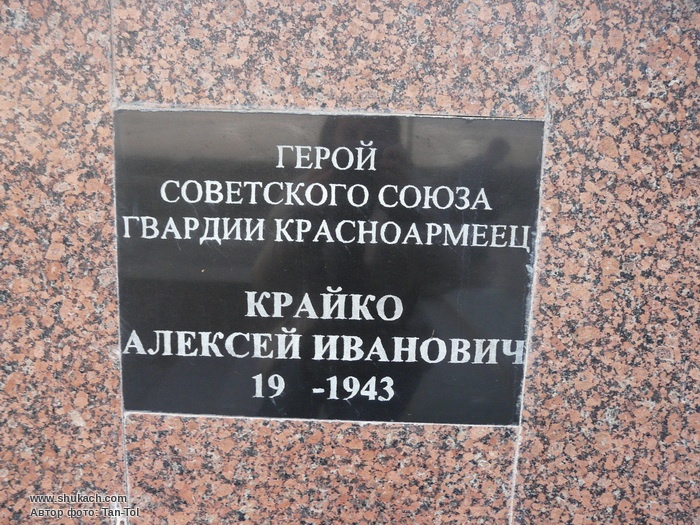 ГЕРОЙ
СОВЕТСКОГО СОЮЗА
ГВАРДИИ КРАСНОАРМЕЕЦ
КРАЙКО
АЛЕКСЕЙ ИВАНОВИЧ
19 -1943
www.shukach.com
Автор фото: Tan-Tol